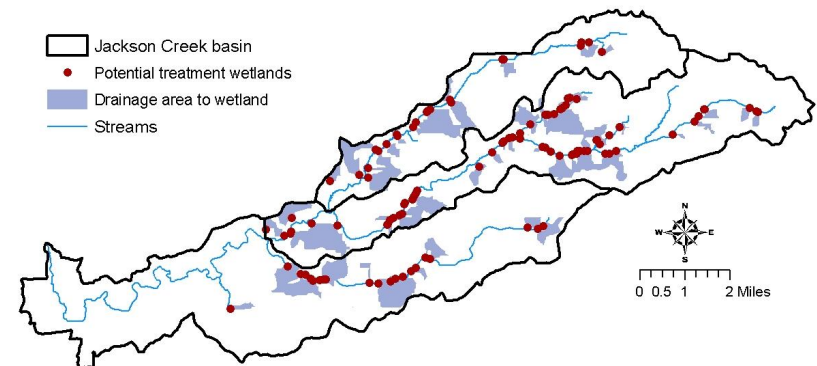 Jackson Creek basin
Potential treatment wetlands
Drainage area to wetland
Streams
N
W E
S
0 0.5 1 2 Miles